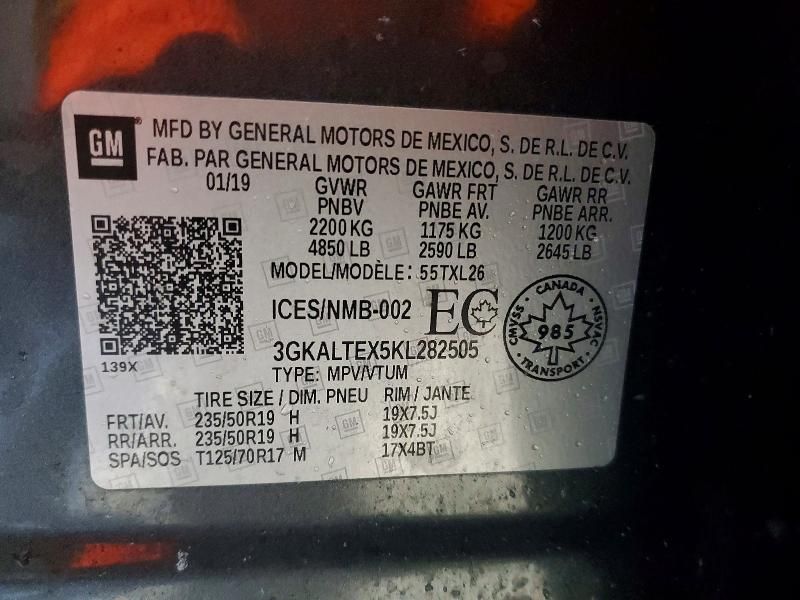 GM MFD BY GENERAL MOTORS DE MEXICO, S. DE R.L. DE C.V.
FAB. PAR GENERAL MOTORS DE MEXICO, S. DE R.L. DE C.V.
01/19 GVWR GAWR FRT GAWR RR
PNBV PNBE AV. PNBE ARR.
2200 KG 1175 KG 1200 KG
4850 LB 2590 LB 2645 LB
MODEL/MODÈLE: 55TXL26
ICES/NMB-002 EC
CANADA
CMVSS 985 NSVAC
TRANSPORT
3GKALTEX5KL282505
139X
TYPE: MPV/VTUM
TIRE SIZE / DIM. PNEU RIM / JANTE
FRT/AV. 235/50R19 H 19X7.5J
RR/ARR. 235/50R19 H 19X7.5J
SPA/SOS T125/70R17 M 17X4BT